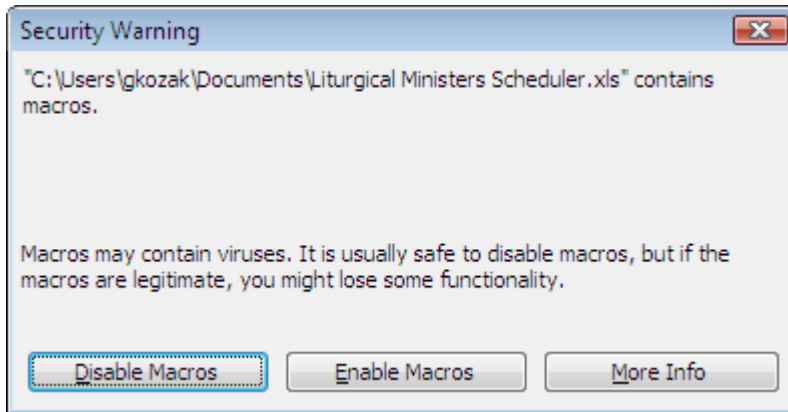 Security Warning
"C:\Users\gkozak\Documents\Liturgical Ministers Scheduler.xls" contains
macros.
Macros may contain viruses. It is usually safe to disable macros, but if the
macros are legitimate, you might lose some functionality.
Disable Macros
Enable Macros
More Info